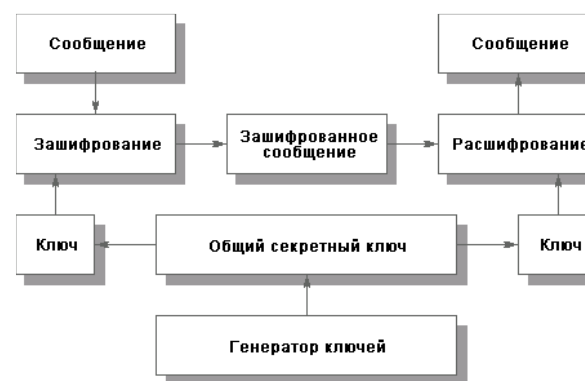 Сообщение
Сообщение
Зашифрование
Зашифрованное
сообщение
Расшифрование
Ключ
Общий секретный ключ
Ключ
Генератор ключей